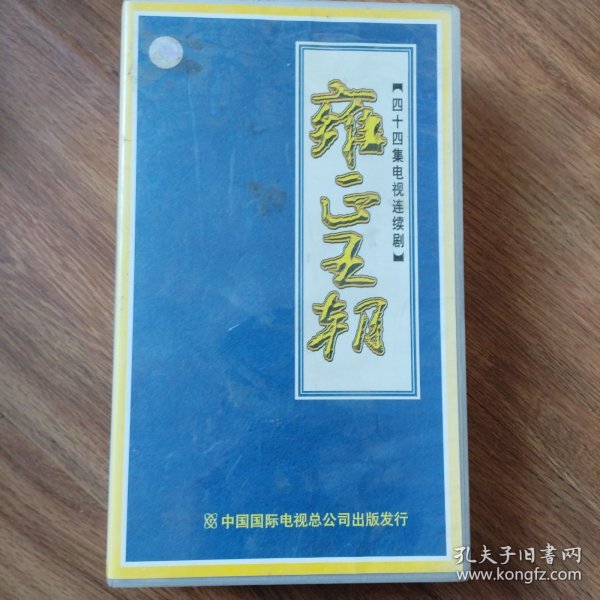 【四十四集电视连续剧】
雍正王朝
中国国际电视总公司出版发行
孔夫子旧书网
www.kongfz.com